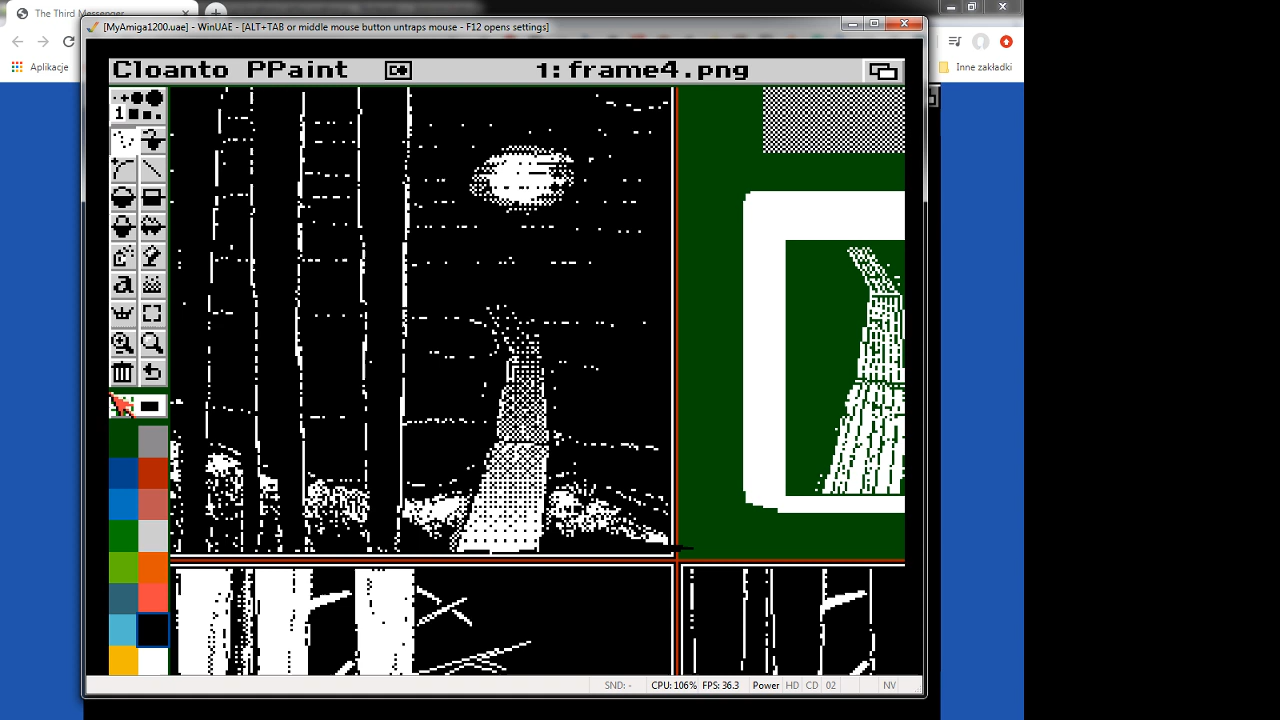 The Third Messenger
[MyAmiga1200.uae] - WinUAE - [ALT+TAB or middle mouse button untraps mouse - F12 opens settings]
Aplikacje
Inne zakładki
Cloanto PPaint
1:frame4.png
1
a
SND: -
CPU: 106%
FPS: 36.3
Power
HD
CD
02
NV